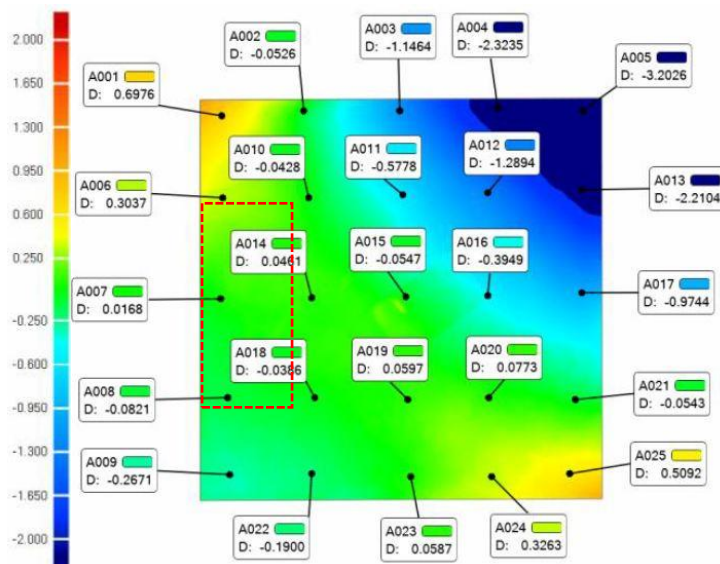 2.000
1.650
1.300
0.950
0.600
0.250
-0.250
-0.600
-0.950
-1.300
-1.650
-2.000
A001
D: 0.6976
A002
D: -0.0526
A003
D: -1.1464
A004
D: -2.3235
A005
D: -3.2026
A006
D: 0.3037
A010
D: -0.0428
A011
D: -0.5778
A012
D: -1.2894
A013
D: -2.2104
A007
D: 0.0168
A014
D: 0.0461
A015
D: -0.0547
A016
D: -0.3949
A017
D: -0.9744
A008
D: -0.0821
A018
D: -0.0386
A019
D: 0.0597
A020
D: 0.0773
A021
D: -0.0543
A009
D: -0.2671
A022
D: -0.1900
A023
D: 0.0587
A024
D: 0.3263
A025
D: 0.5092